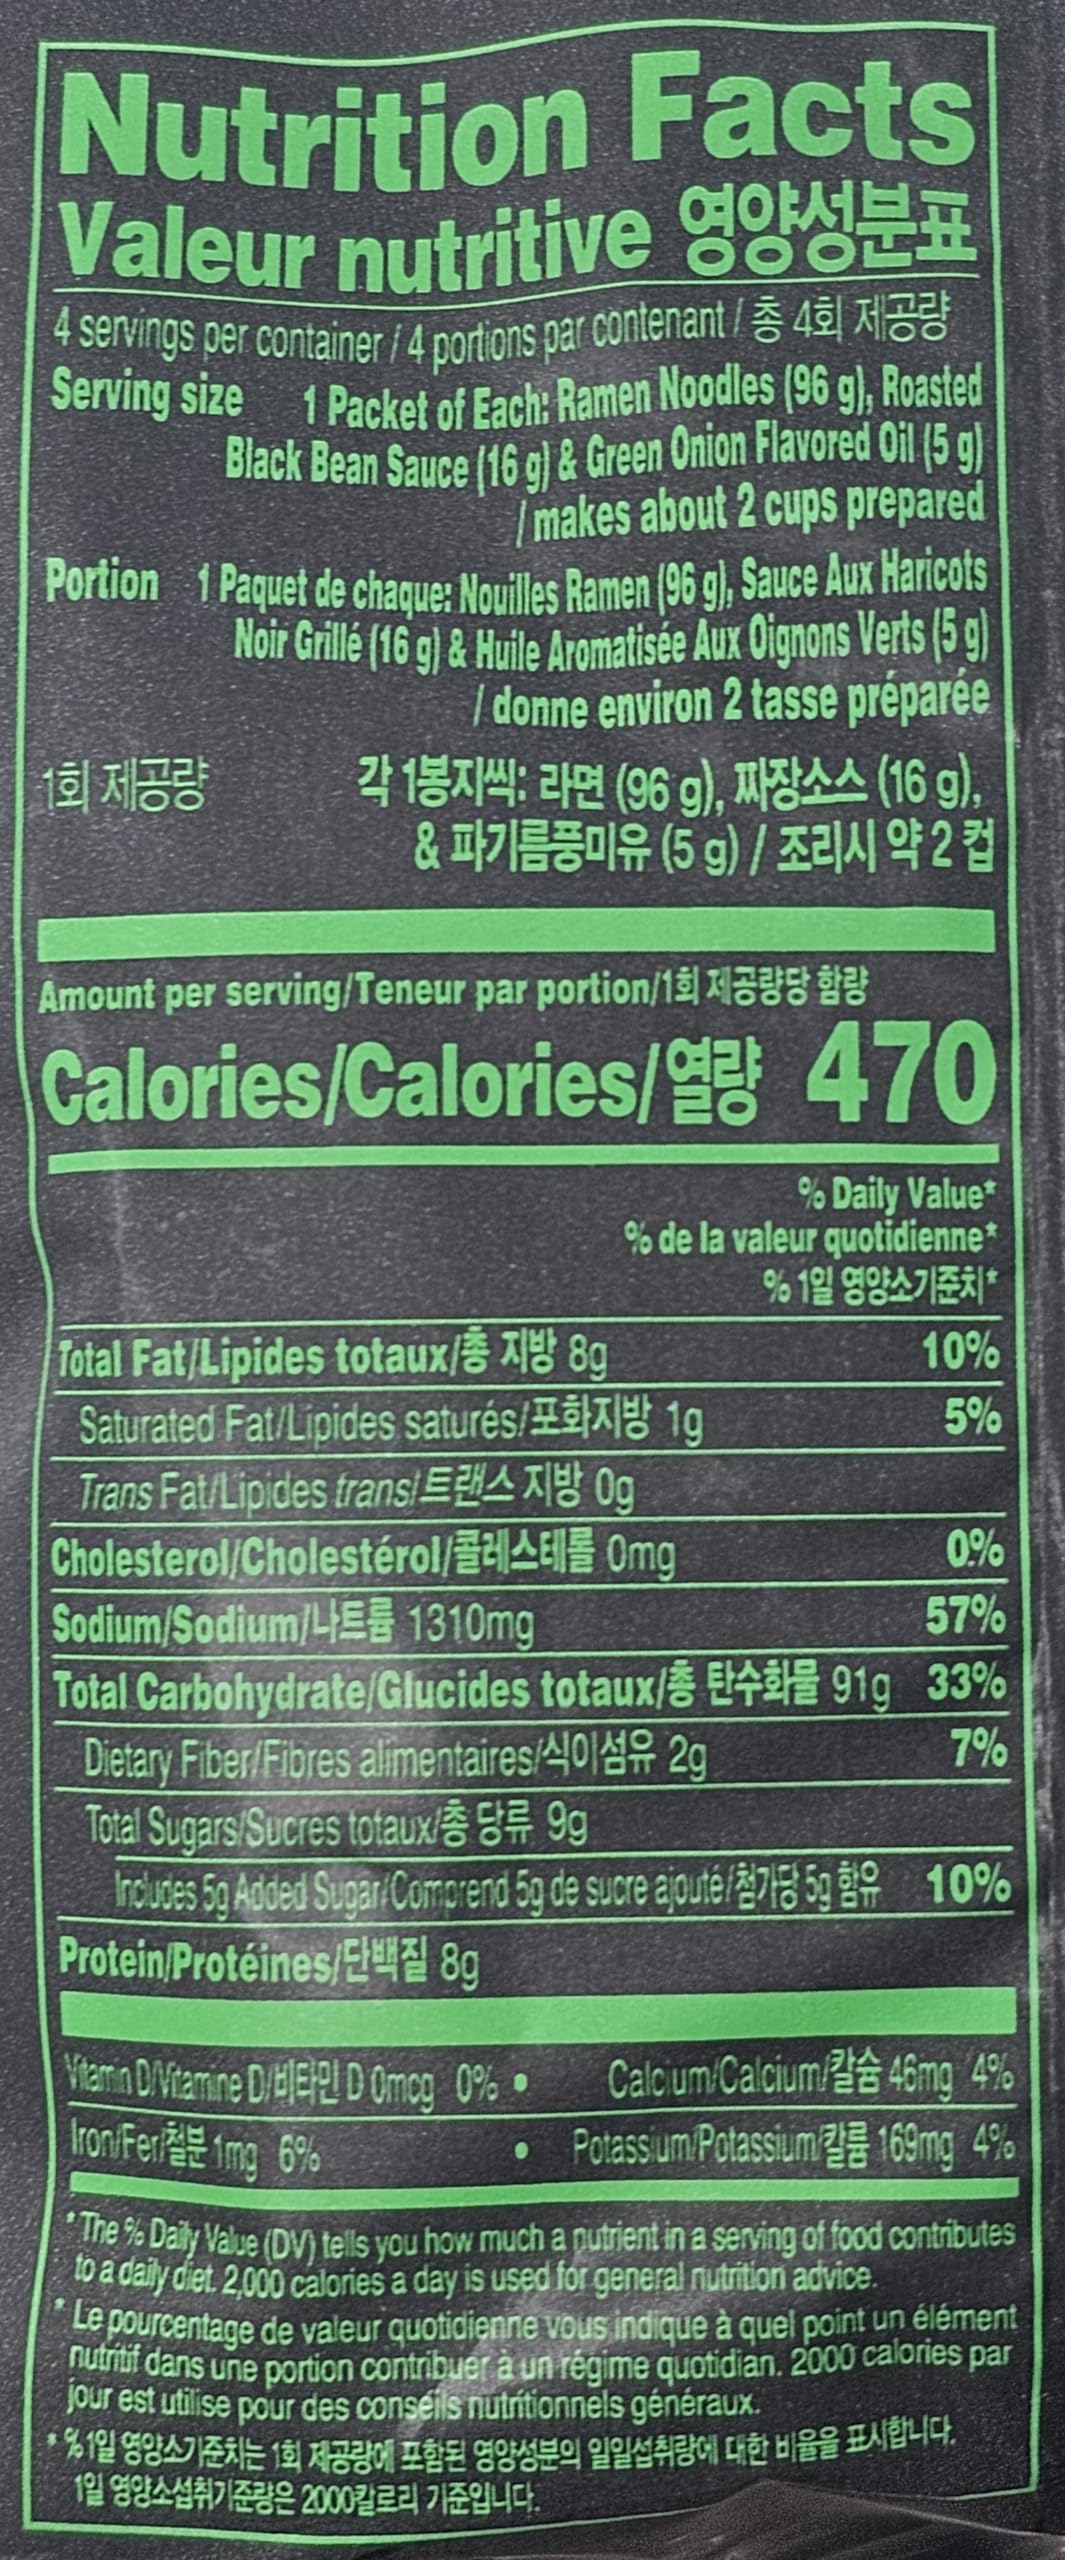 Nutrition Facts
Valeur nutritive 영양성분표
4 servings per container / 4 portions par contenant / 총 4회 제공량
Serving size 1 Packet of Each: Ramen Noodles (96 g), Roasted
Black Bean Sauce (16 g) & Green Onion Flavored Oil (5 g)
/ makes about 2 cups prepared
Portion 1 Paquet de chaque: Nouilles Ramen (96 g), Sauce Aux Haricots
Noir Grillé (16 g) & Huile Aromatisée Aux Oignons Verts (5 g)
/ donne environ 2 tasse préparée
1회 제공량 각 1봉지씩: 라면 (96 g), 짜장소스 (16 g),
& 파기름풍미유 (5 g) / 조리시 약 2 컵
Amount per serving/Teneur par portion/1회 제공량당 함량
Calories/Calories/열량 470
% Daily Value*
% de la valeur quotidienne*
% 1일 영양소기준치*
Total Fat/Lipides totaux/총 지방 8g 10%
Saturated Fat/Lipides saturés/포화지방 1g 5%
Trans Fat/Lipides trans/트랜스 지방 0g
Cholesterol/Cholestérol/콜레스테롤 0mg 0%
Sodium/Sodium/나트륨 1310mg 57%
Total Carbohydrate/Glucides totaux/총 탄수화물 91g 33%
Dietary Fiber/Fibres alimentaires/식이섬유 2g 7%
Total Sugars/Sucres totaux/총 당류 9g
Includes 5g Added Sugar/Comprend 5g de sucre ajouté/첨가당 5g 함유 10%
Protein/Protéines/단백질 8g
Vitamin D/Vitamine D/비타민 D 0mcg 0% • Calcium/Calcium/칼슘 46mg 4%
Iron/Fer/철분 1mg 6% • Potassium/Potassium/칼륨 169mg 4%
* The % Daily Value (DV) tells you how much a nutrient in a serving of food contributes
to a daily diet. 2,000 calories a day is used for general nutrition advice.
* Le pourcentage de valeur quotidienne vous indique à quel point un élément
nutritif dans une portion contribuer à un régime quotidian. 2000 calories par
jour est utilise pour des conseils nutritionnels généraux.
* % 1일 영양소기준치는 1회 제공량에 포함된 영양성분의 일일섭취량에 대한 비율을 표시합니다.
1일 영양소섭취기준량은 2000칼로리 기준입니다.